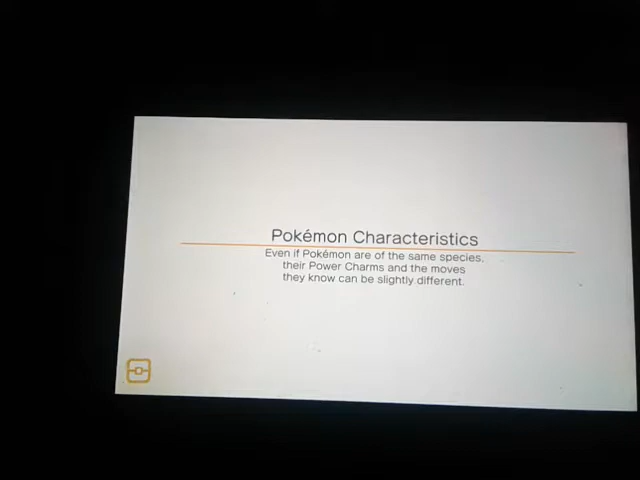 Pokémon Characteristics
Even if Pokémon are of the same species,
their Power Charms and the moves
they know can be slightly different.